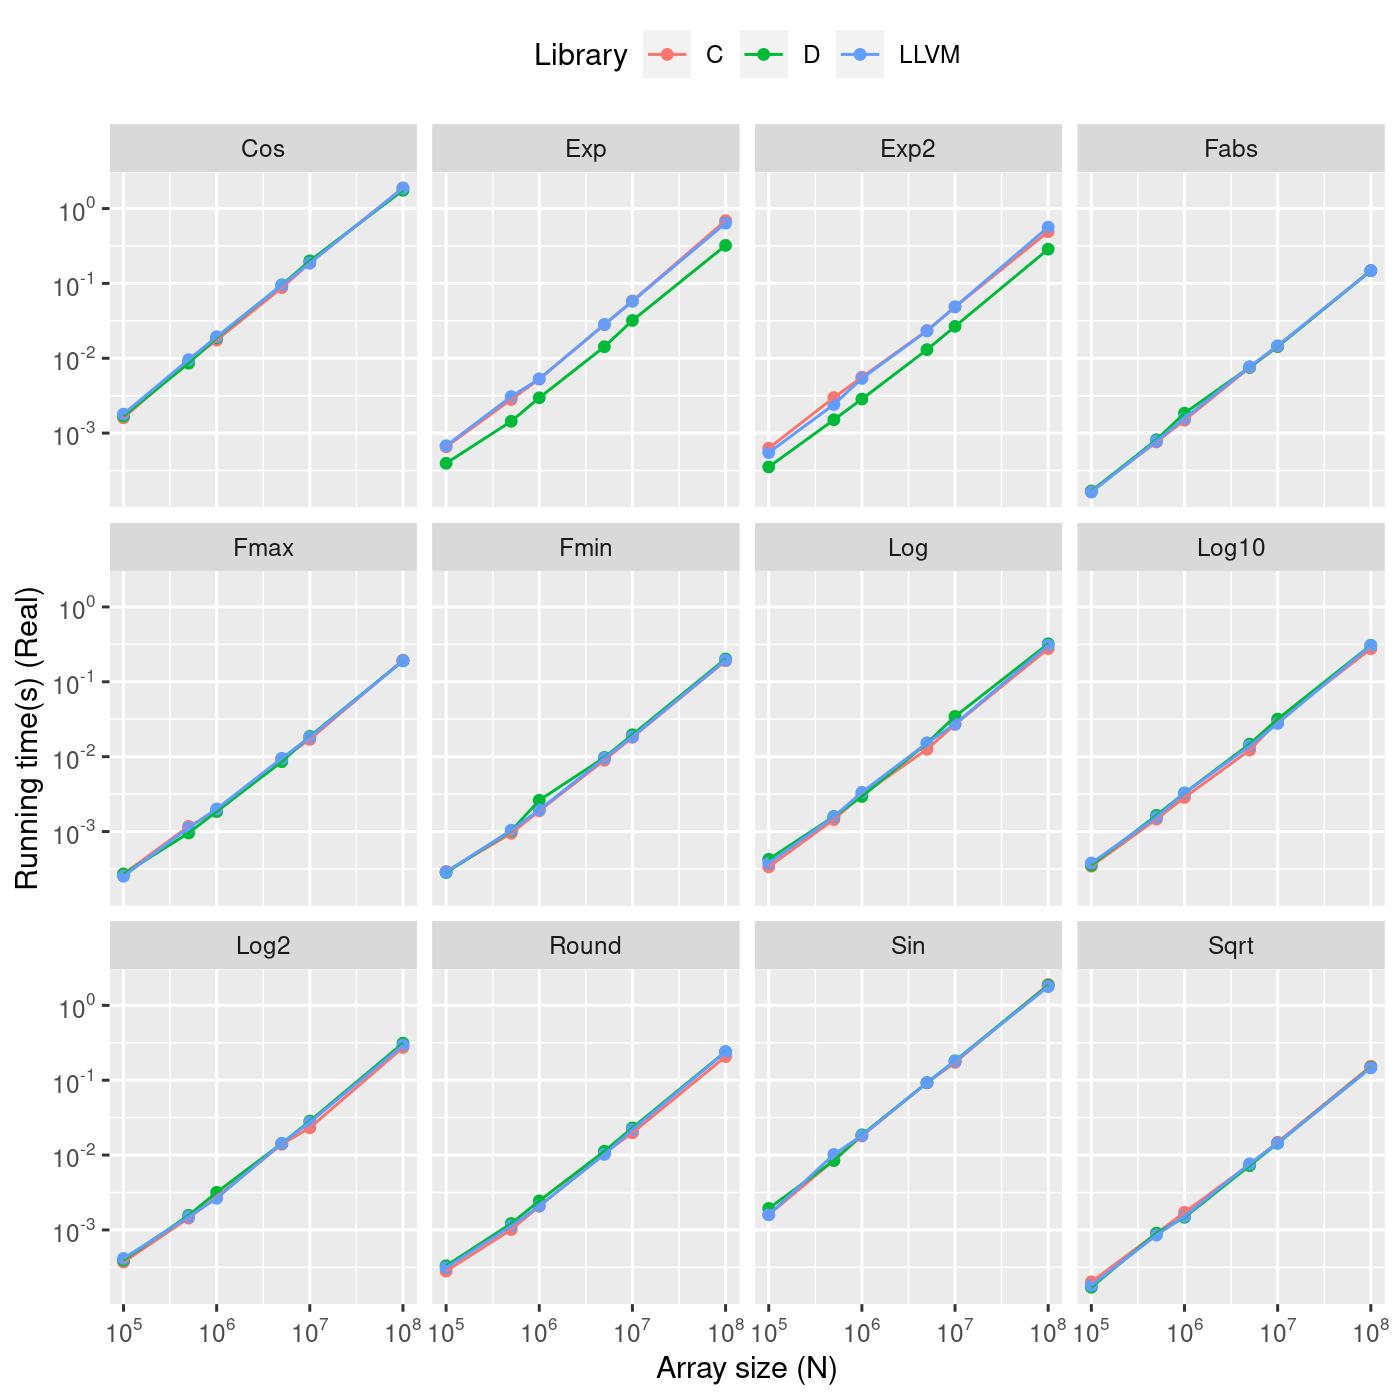 Library C D LLVM
Cos Exp Exp2 Fabs
10^0
10^-1
10^-2
10^-3
Fmax Fmin Log Log10
10^0
10^-1
10^-2
10^-3
Running time(s) (Real)
Log2 Round Sin Sqrt
10^0
10^-1
10^-2
10^-3
10^5 10^6 10^7 10^8 10^5 10^6 10^7 10^8 10^5 10^6 10^7 10^8 10^5 10^6 10^7 10^8
Array size (N)